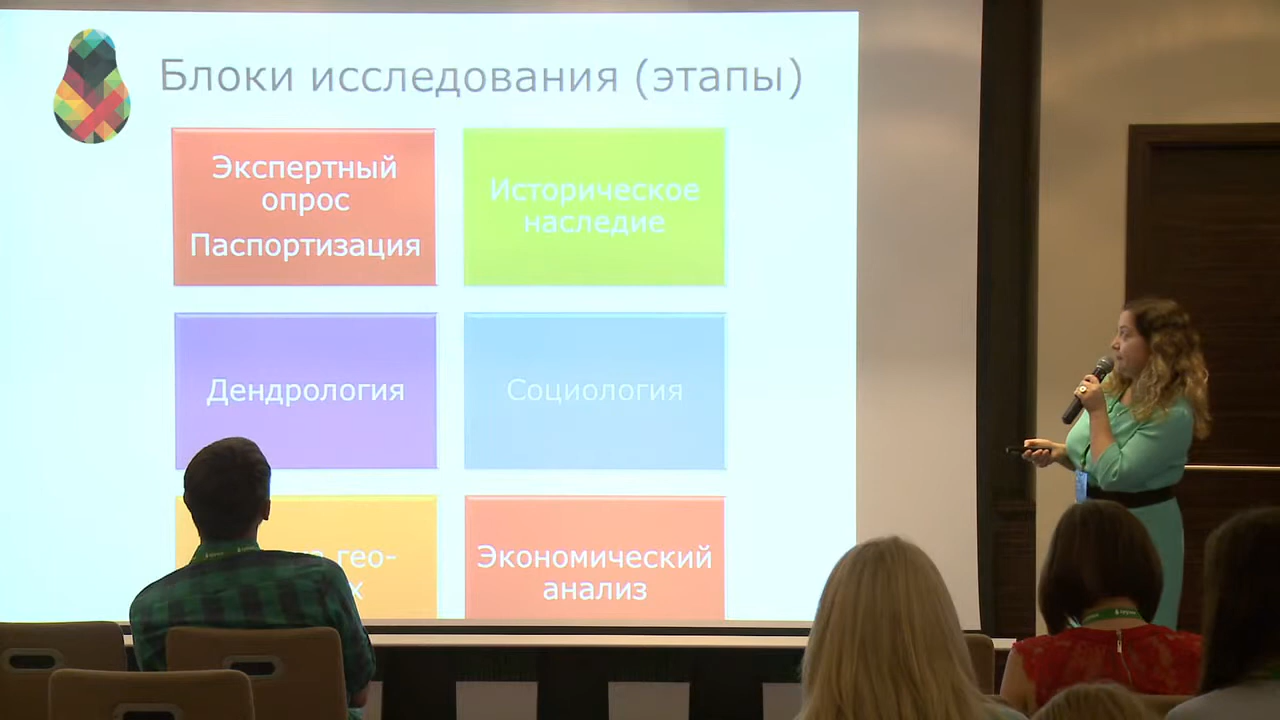 Блоки исследования (этапы)
Экспертный
опрос
Паспортизация
Историческое
наследие
Дендрология
Социология
гео-
Экономический
анализ